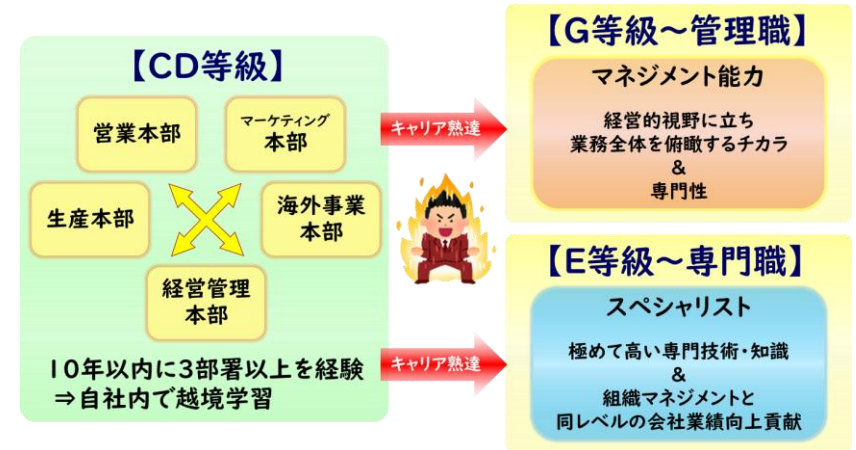 【CD等級】
営業本部
マーケティング
本部
生産本部
海外事業
本部
経営管理
本部
10年以内に3部署以上を経験
⇒自社内で越境学習
キャリア熟達
キャリア熟達
【G等級～管理職】
マネジメント能力
経営的視野に立ち
業務全体を俯瞰するチカラ
&
専門性
【E等級～専門職】
スペシャリスト
極めて高い専門技術・知識
&
組織マネジメントと
同レベルの会社業績向上貢献